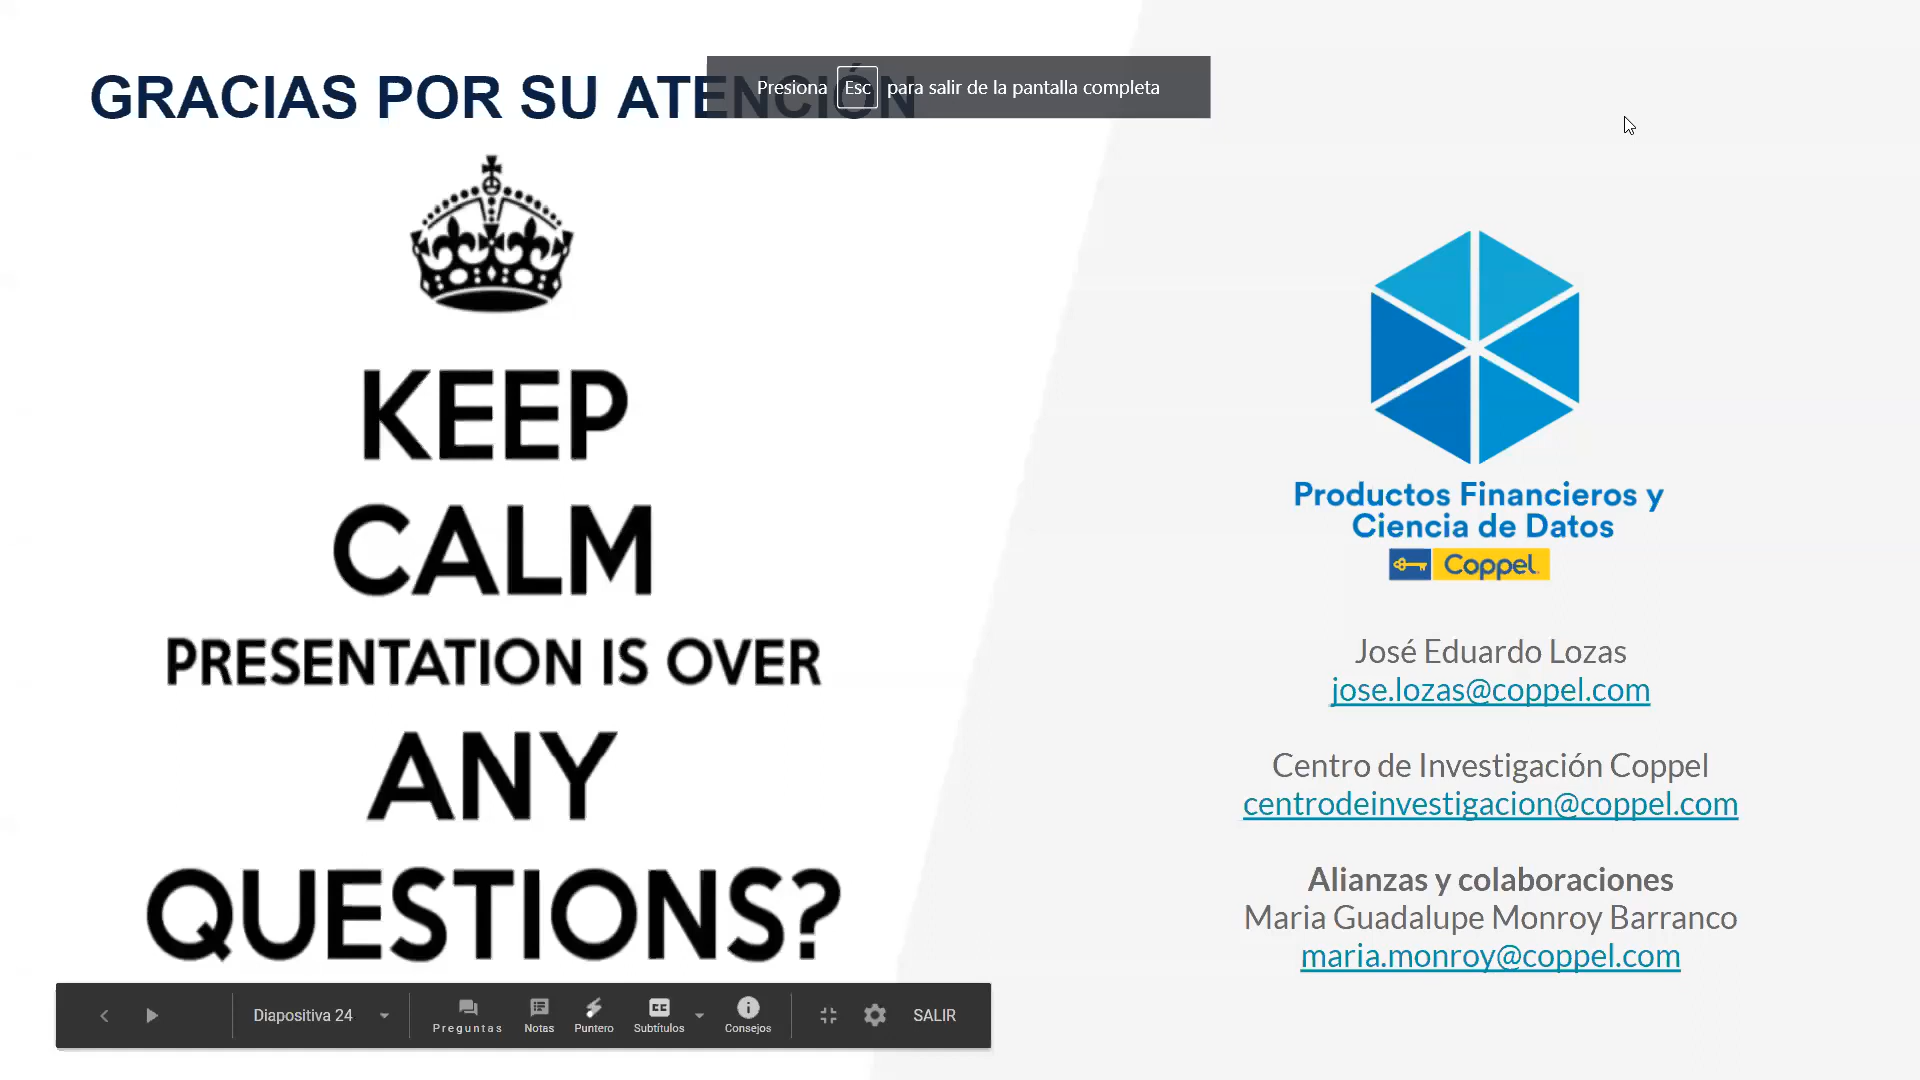 GRACIAS POR SU ATENCIÓN
Presiona Esc para salir de la pantalla completa
KEEP
CALM
PRESENTATION IS OVER
ANY
QUESTIONS?
Productos Financieros y
Ciencia de Datos
Coppel
José Eduardo Lozas
jose.lozas@coppel.com
Centro de Investigación Coppel
centrodeinvestigacion@coppel.com
Alianzas y colaboraciones
Maria Guadalupe Monroy Barranco
maria.monroy@coppel.com
Diapositiva 24
Preguntas
Notas
Puntero
CC
Subtítulos
Consejos
SALIR